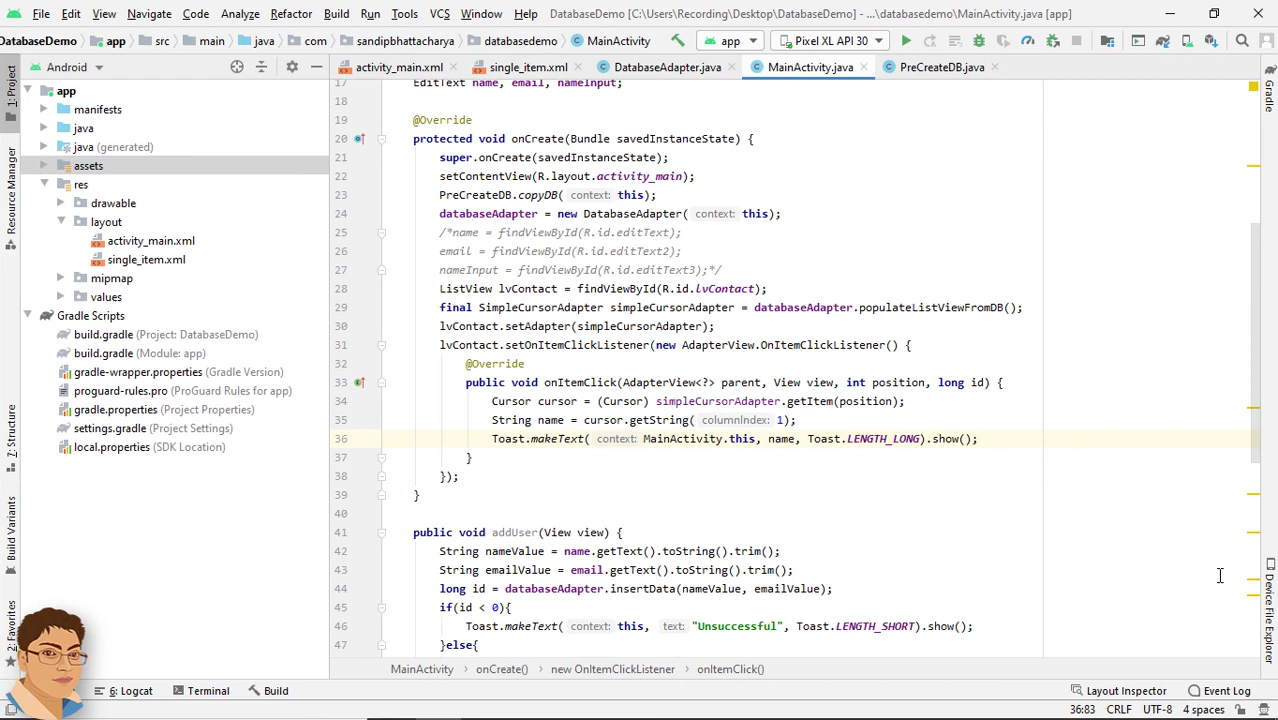 File Edit View Navigate Code Analyze Refactor Build Run Tools VCS Window Help DatabaseDemo [C:\Users\Recording\Desktop\DatabaseDemo] - ...\databasedemo\MainActivity.java [app]
DatabaseDemo app src main java com sandipbhattacharya databasedemo MainActivity app Pixel XL API 30
Android activity_main.xml single_item.xml DatabaseAdapter.java MainActivity.java PreCreateDB.java
1: Project
Resource Manager
Z: Structure
Build Variants
2: Favorites
Gradle
Device File Explorer
app
manifests
java
java (generated)
assets
res
drawable
layout
activity_main.xml
single_item.xml
mipmap
values
Gradle Scripts
build.gradle (Project: DatabaseDemo)
build.gradle (Module: app)
gradle-wrapper.properties (Gradle Version)
proguard-rules.pro (ProGuard Rules for app)
gradle.properties (Project Properties)
settings.gradle (Project Settings)
local.properties (SDK Location)
17 EditText name, email, nameInput;
18
19 @Override
20 protected void onCreate(Bundle savedInstanceState) {
21 super.onCreate(savedInstanceState);
22 setContentView(R.layout.activity_main);
23 PreCreateDB.copyDB( context: this);
24 databaseAdapter = new DatabaseAdapter( context: this);
25 /*name = findViewById(R.id.editText);
26 email = findViewById(R.id.editText2);
27 nameInput = findViewById(R.id.editText3);*/
28 ListView lvContact = findViewById(R.id.lvContact);
29 final SimpleCursorAdapter simpleCursorAdapter = databaseAdapter.populateListViewFromDB();
30 lvContact.setAdapter(simpleCursorAdapter);
31 lvContact.setOnItemClickListener(new AdapterView.OnItemClickListener() {
32 @Override
33 public void onItemClick(AdapterView<?> parent, View view, int position, long id) {
34 Cursor cursor = (Cursor) simpleCursorAdapter.getItem(position);
35 String name = cursor.getString( columnIndex: 1);
36 Toast.makeText( context: MainActivity.this, name, Toast.LENGTH_LONG).show();
37 }
38 });
39 }
40
41 public void addUser(View view) {
42 String nameValue = name.getText().toString().trim();
43 String emailValue = email.getText().toString().trim();
44 long id = databaseAdapter.insertData(nameValue, emailValue);
45 if(id < 0){
46 Toast.makeText( context: this, text: "Unsuccessful", Toast.LENGTH_SHORT).show();
47 }else{
MainActivity onCreate() new OnItemClickListener onItemClick()
6: Logcat Terminal Build Layout Inspector Event Log
36:83 CRLF UTF-8 4 spaces